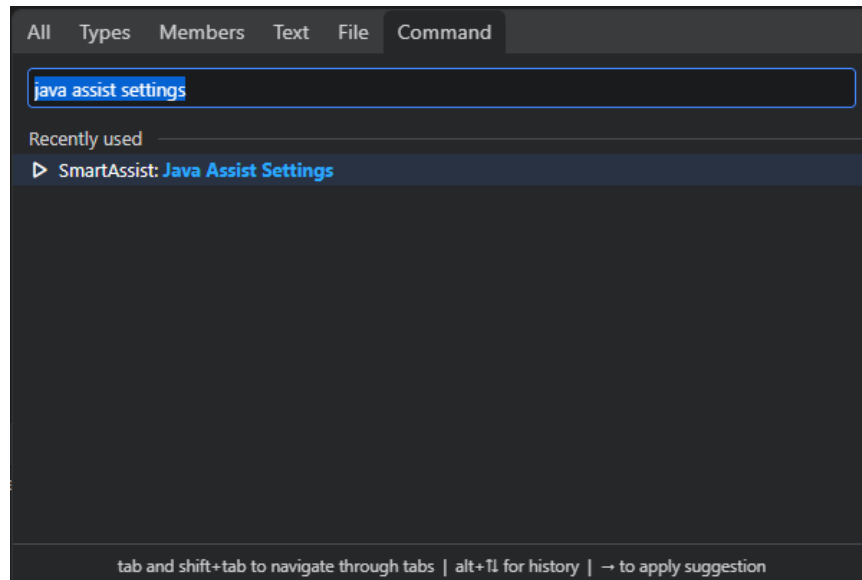 All Types Members Text File Command
java assist settings
Recently used
SmartAssist: Java Assist Settings
tab and shift+tab to navigate through tabs | alt+⇅ for history | → to apply suggestion